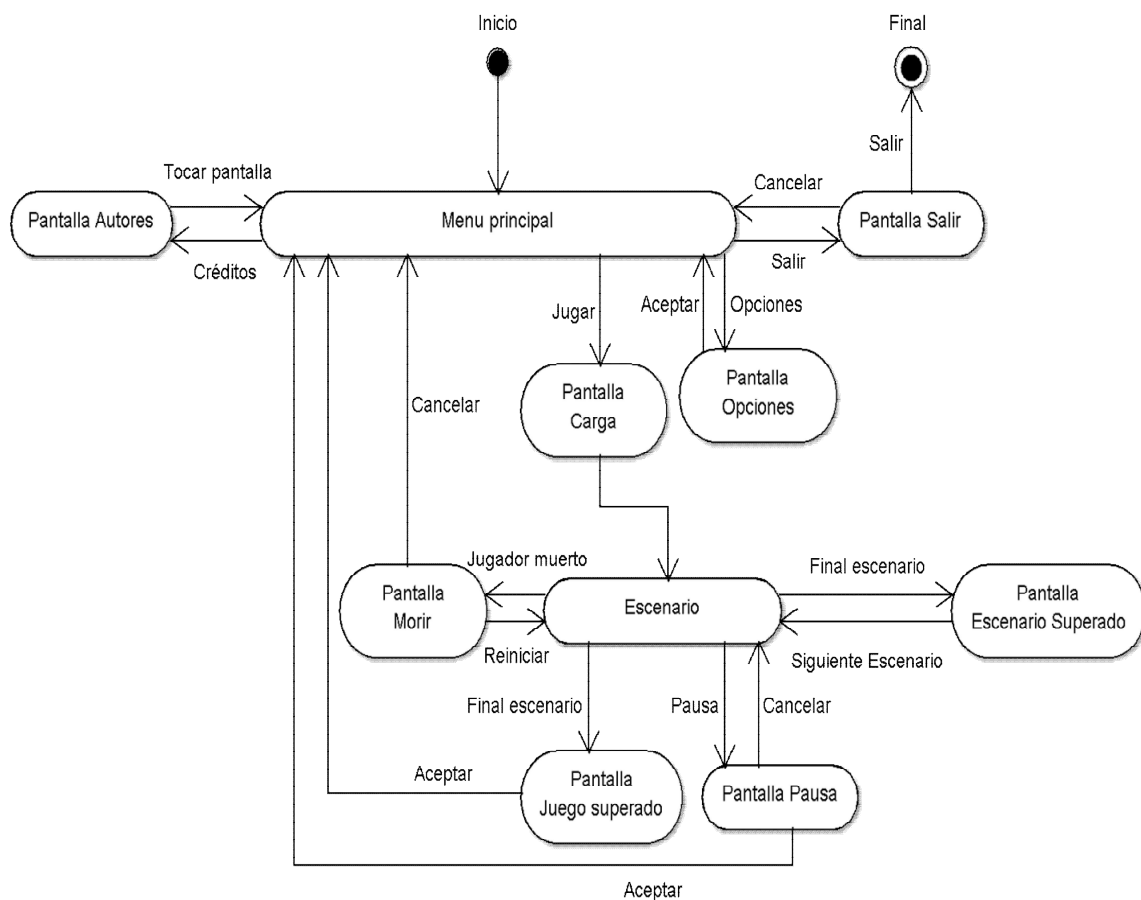 Inicio
Final
Salir
Tocar pantalla
Cancelar
Pantalla Autores
Menu principal
Pantalla Salir
Créditos
Salir
Jugar
Aceptar
Opciones
Pantalla
Opciones
Pantalla
Carga
Cancelar
Jugador muerto
Final escenario
Pantalla
Morir
Escenario
Pantalla
Escenario Superado
Reiniciar
Siguiente Escenario
Final escenario
Pausa
Cancelar
Aceptar
Pantalla
Juego superado
Pantalla Pausa
Aceptar